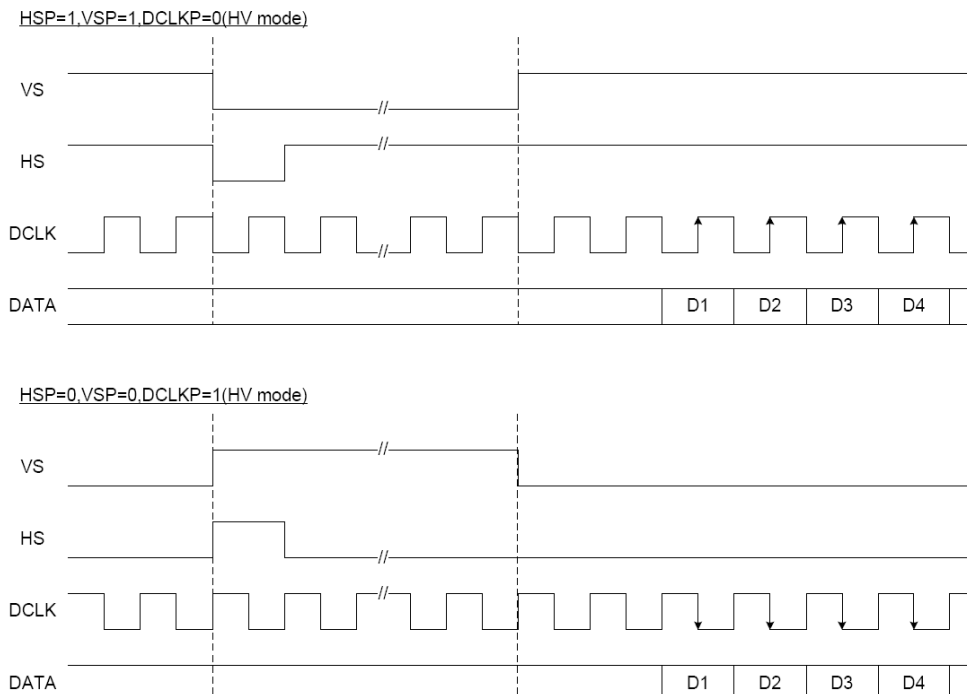 HSP=1,VSP=1,DCLKP=0(HV mode)
VS
//
HS
//
DCLK
//
DATA
D1 D2 D3 D4
HSP=0,VSP=0,DCLKP=1(HV mode)
VS
//
HS
//
DCLK
//
DATA
D1 D2 D3 D4